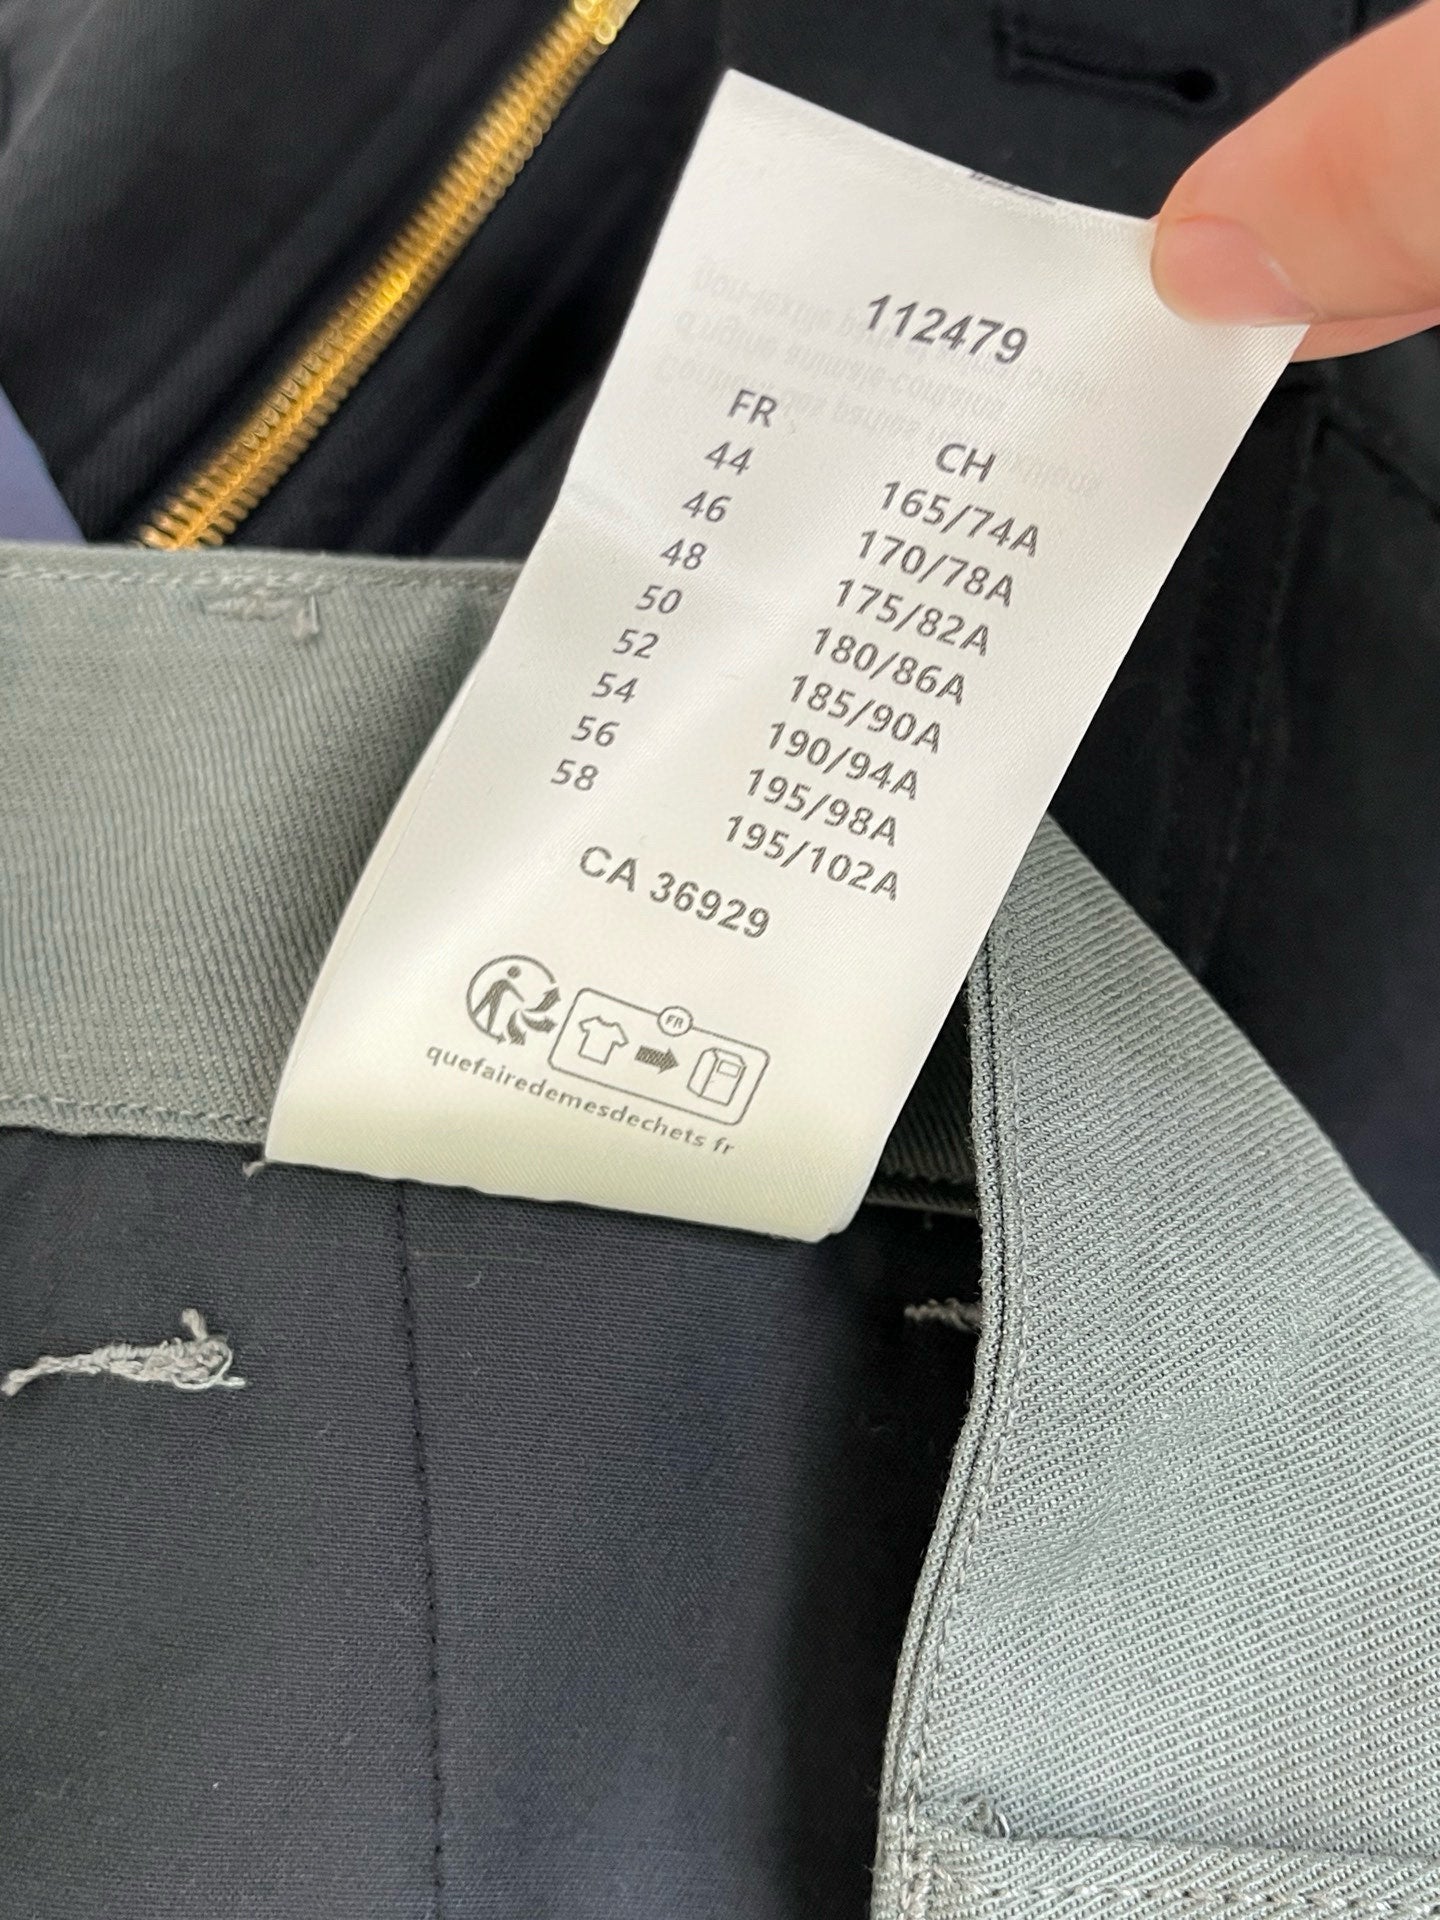 112479
FR CH
44 165/74A
46 170/78A
48 175/82A
50 180/86A
52 185/90A
54 190/94A
56 195/98A
58 195/102A
CA 36929
FR
quefairedemesdechets fr